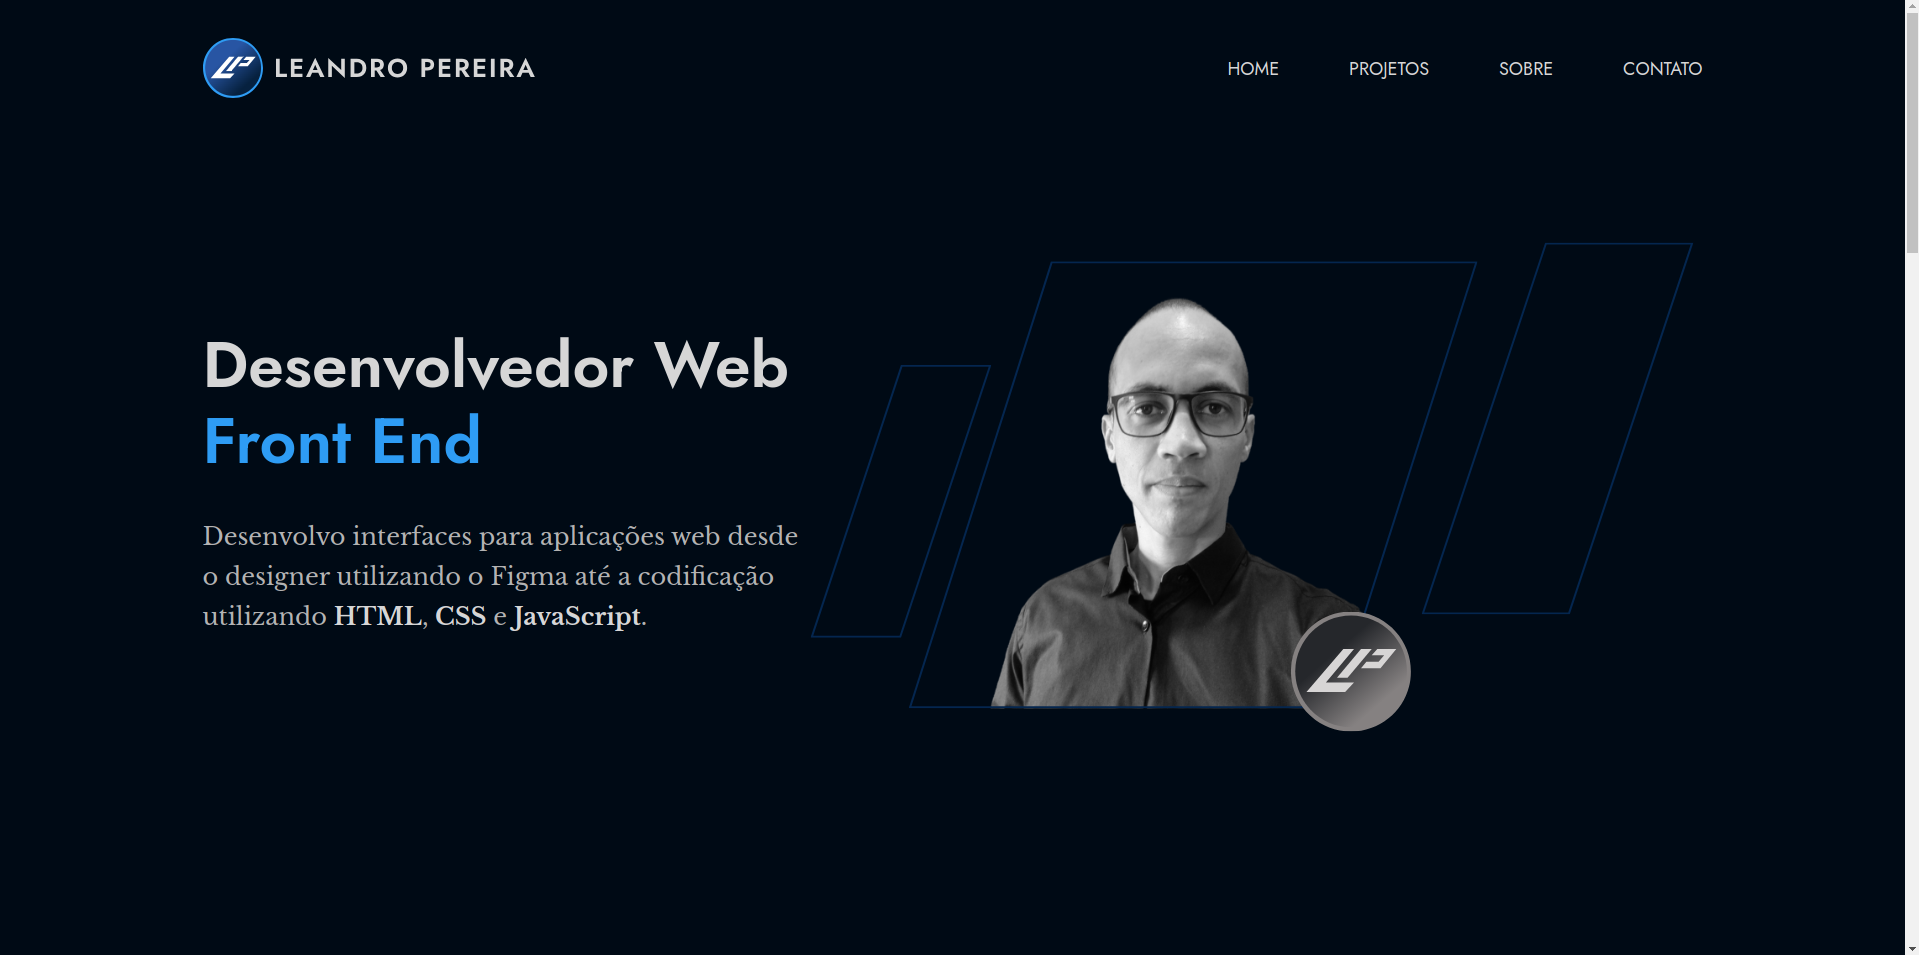 LEANDRO PEREIRA
HOME PROJETOS SOBRE CONTATO
Desenvolvedor Web
Front End
Desenvolvo interfaces para aplicações web desde
o designer utilizando o Figma até a codificação
utilizando HTML, CSS e JavaScript.
LP